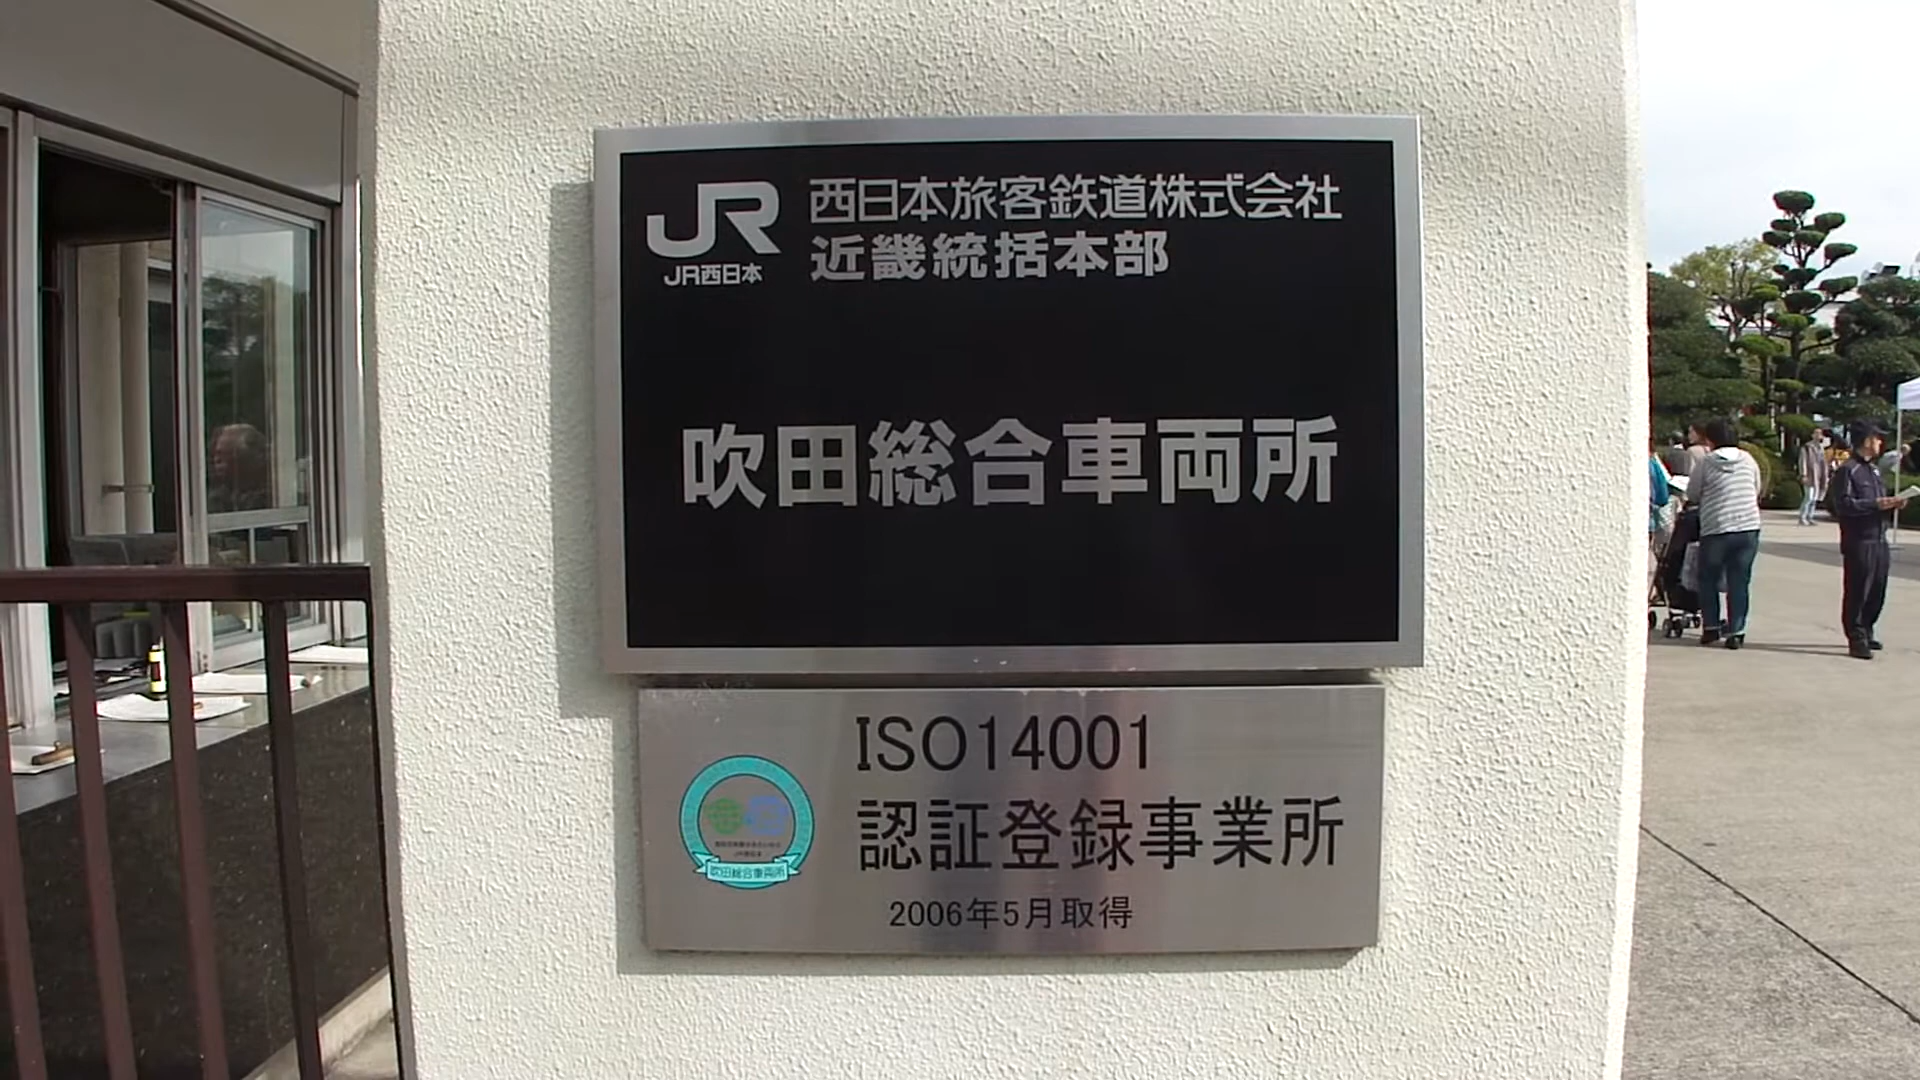 JR
JR西日本
西日本旅客鉄道株式会社
近畿統括本部
吹田総合車両所
ISO14001
認証登録事業所
2006年5月取得
吹田総合車両所